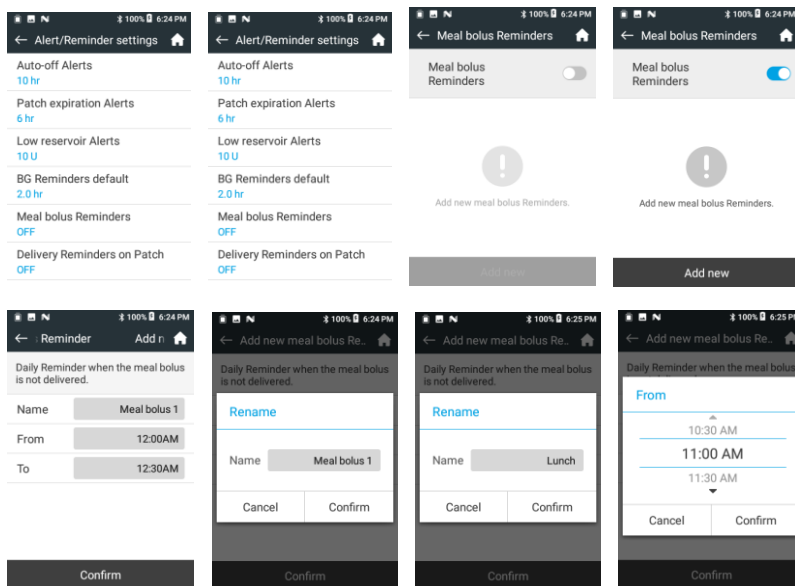 100% 6:24 PM
← Alert/Reminder settings
Auto-off Alerts
10 hr
Patch expiration Alerts
6 hr
Low reservoir Alerts
10 U
BG Reminders default
2.0 hr
Meal bolus Reminders
OFF
Delivery Reminders on Patch
OFF
100% 6:24 PM
← Alert/Reminder settings
Auto-off Alerts
10 hr
Patch expiration Alerts
6 hr
Low reservoir Alerts
10 U
BG Reminders default
2.0 hr
Meal bolus Reminders
OFF
Delivery Reminders on Patch
OFF
100% 6:24 PM
← Meal bolus Reminders
Meal bolus
Reminders
Add new meal bolus Reminders.
Add new
100% 6:24 PM
← Meal bolus Reminders
Meal bolus
Reminders
Add new meal bolus Reminders.
Add new
100% 6:24 PM
← : Reminder Add n
Daily Reminder when the meal bolus
is not delivered.
Name Meal bolus 1
From 12:00AM
To 12:30AM
Confirm
100% 6:24 PM
← Add new meal bolus Re..
Daily Reminder when the meal bolus
is not delivered.
Rename
Name Meal bolus 1
Cancel Confirm
Confirm
100% 6:25 PM
← Add new meal bolus Re..
Daily Reminder when the meal bolus
is not delivered.
Rename
Name Lunch
Cancel Confirm
Confirm
100% 6:25 PM
← Add new meal bolus Re..
Daily Reminder when the meal bolus
From
10:30 AM
11:00 AM
11:30 AM
Cancel Confirm
Confirm